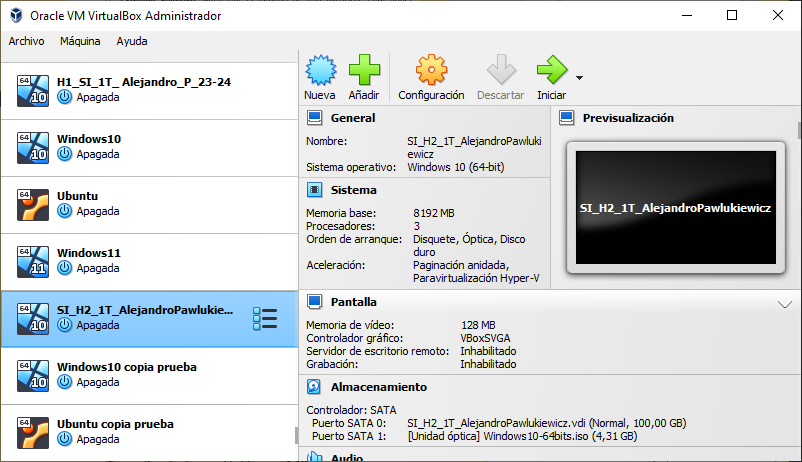 Oracle VM VirtualBox Administrador
Archivo Máquina Ayuda
64
10
H1_SI_1T_ Alejandro_P_23-24
Apagada
64
10
Windows10
Apagada
64
Ubuntu
Apagada
64
11
Windows11
Apagada
64
10
SI_H2_1T_AlejandroPawlukie...
Apagada
64
10
Windows10 copia prueba
Apagada
64
Ubuntu copia prueba
Apagada
Nueva Añadir Configuración Descartar Iniciar
General
Nombre: SI_H2_1T_AlejandroPawluki
ewicz
Sistema operativo: Windows 10 (64-bit)
Sistema
Memoria base: 8192 MB
Procesadores: 3
Orden de arranque: Disquete, Óptica, Disco
duro
Aceleración: Paginación anidada,
Paravirtualización Hyper-V
Previsualización
SI_H2_1T_AlejandroPawlukiewicz
Pantalla
Memoria de vídeo: 128 MB
Controlador gráfico: VBoxSVGA
Servidor de escritorio remoto: Inhabilitado
Grabación: Inhabilitado
Almacenamiento
Controlador: SATA
Puerto SATA 0: SI_H2_1T_AlejandroPawlukiewicz.vdi (Normal, 100,00 GB)
Puerto SATA 1: [Unidad óptica] Windows10-64bits.iso (4,31 GB)
Audio